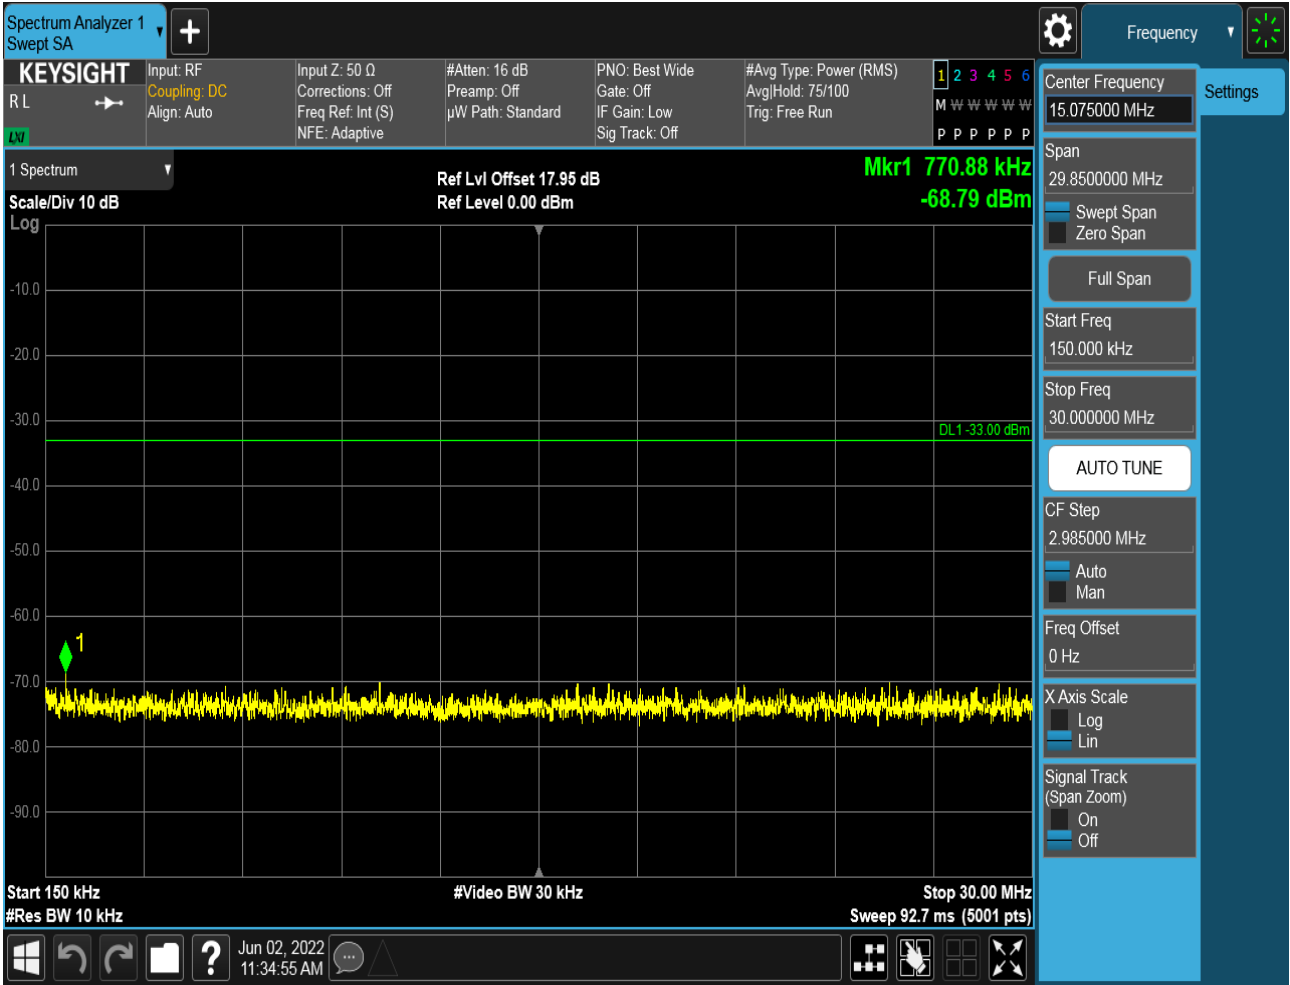 Spectrum Analyzer 1
Swept SA
Frequency
KEYSIGHT
R L
LXI
Input: RF
Coupling: DC
Align: Auto
Input Z: 50 Ω
Corrections: Off
Freq Ref: Int (S)
NFE: Adaptive
#Atten: 16 dB
Preamp: Off
µW Path: Standard
PNO: Best Wide
Gate: Off
IF Gain: Low
Sig Track: Off
#Avg Type: Power (RMS)
Avg|Hold: 75/100
Trig: Free Run
1 2 3 4 5 6
M W W W W W
P P P P P P
1 Spectrum
Scale/Div 10 dB
Log
Ref Lvl Offset 17.95 dB
Ref Level 0.00 dBm
Mkr1 770.88 kHz
-68.79 dBm
-10.0
-20.0
-30.0
DL1 -33.00 dBm
-40.0
-50.0
-60.0
1
-70.0
-80.0
-90.0
Start 150 kHz
#Video BW 30 kHz
Stop 30.00 MHz
#Res BW 10 kHz
Sweep 92.7 ms (5001 pts)
?
Jun 02, 2022
11:34:55 AM
Settings
Center Frequency
15.075000 MHz
Span
29.8500000 MHz
Swept Span
Zero Span
Full Span
Start Freq
150.000 kHz
Stop Freq
30.000000 MHz
AUTO TUNE
CF Step
2.985000 MHz
Auto
Man
Freq Offset
0 Hz
X Axis Scale
Log
Lin
Signal Track
(Span Zoom)
On
Off